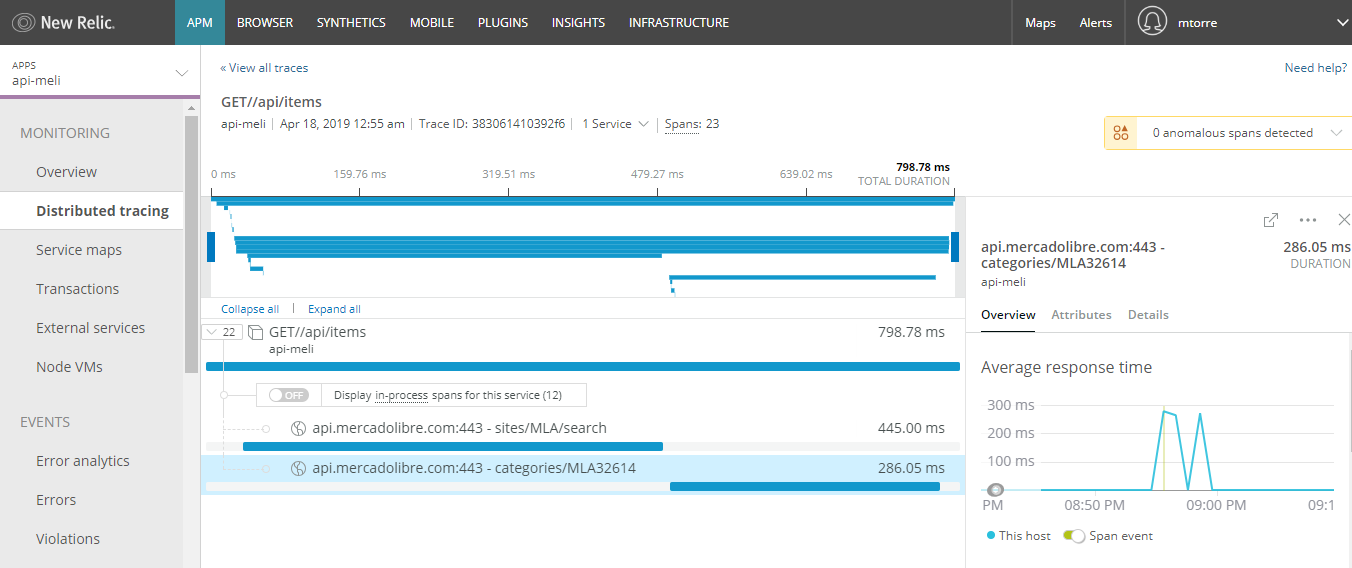 New Relic.
APM BROWSER SYNTHETICS MOBILE PLUGINS INSIGHTS INFRASTRUCTURE Maps Alerts mtorre
APPS
api-meli
« View all traces
Need help?
GET//api/items
api-meli Apr 18, 2019 12:55 am Trace ID: 383061410392f6 1 Service Spans: 23
0 anomalous spans detected
MONITORING
Overview
Distributed tracing
Service maps
Transactions
External services
Node VMs
EVENTS
Error analytics
Errors
Violations
0 ms 159.76 ms 319.51 ms 479.27 ms 639.02 ms
798.78 ms
TOTAL DURATION
Collapse all Expand all
22 GET//api/items 798.78 ms
api-meli
OFF Display in-process spans for this service (12)
api.mercadolibre.com:443 - sites/MLA/search 445.00 ms
api.mercadolibre.com:443 - categories/MLA32614 286.05 ms
api.mercadolibre.com:443 - 286.05 ms
categories/MLA32614 DURATION
api-meli
Overview Attributes Details
Average response time
300 ms
200 ms
100 ms
PM 08:50 PM 09:00 PM 09:1
This host Span event